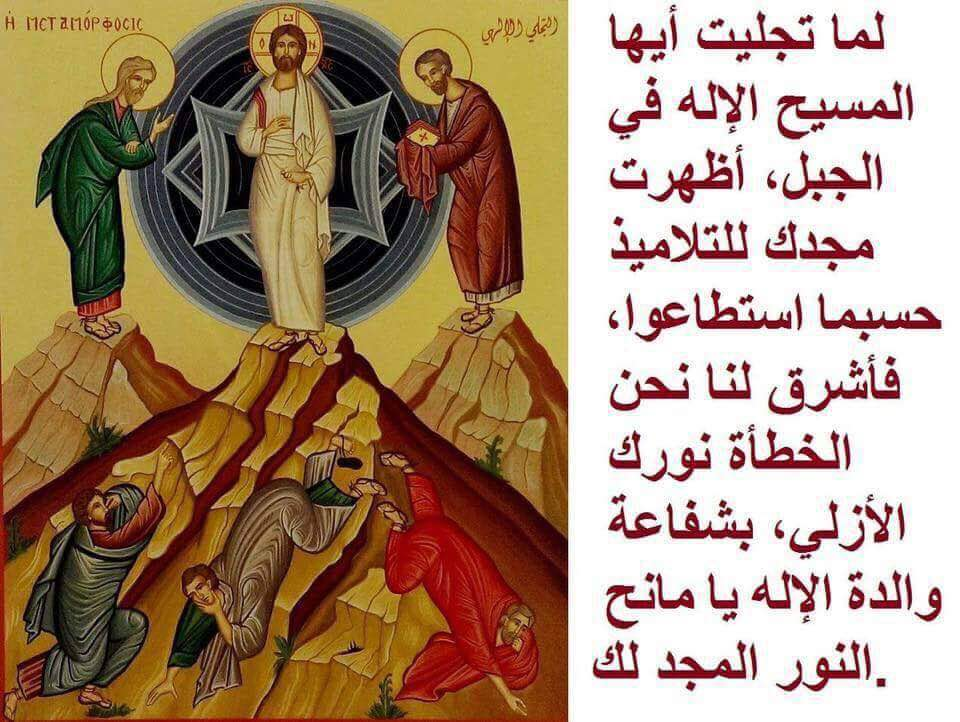 Η ΜΕΤΑΜΟΡΦΟCΙC
التجلي الإلهي
Ο Ω Ν
لما تجليت أيها
المسيح الإله في
الجبل، أظهرت
مجدك للتلاميذ
حسبما استطاعوا،
فأشرق لنا نحن
الخطأة نورك
الأزلي، بشفاعة
والدة الإله يا مانح
النور المجد لك.